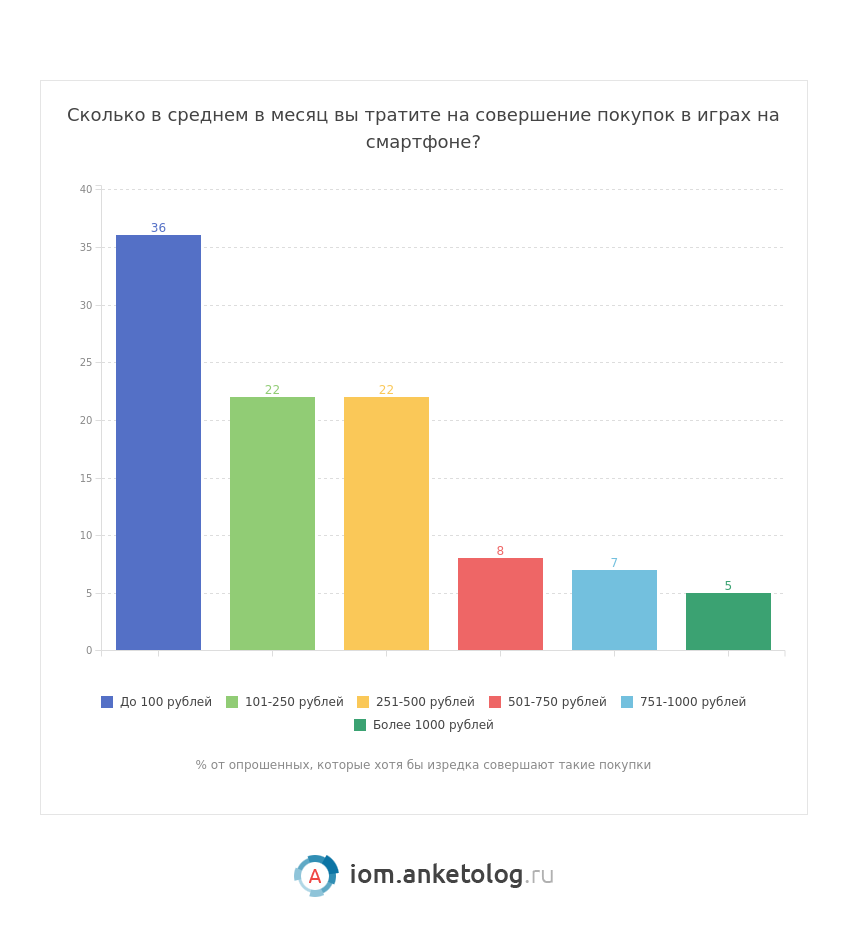 Сколько в среднем в месяц вы тратите на совершение покупок в играх на
смартфоне?
40
36
35
30
25
22
22
20
15
10
8
7
5
5
0
До 100 рублей
101-250 рублей
251-500 рублей
501-750 рублей
751-1000 рублей
Более 1000 рублей
% от опрошенных, которые хотя бы изредка совершают такие покупки
A iom.anketolog.ru